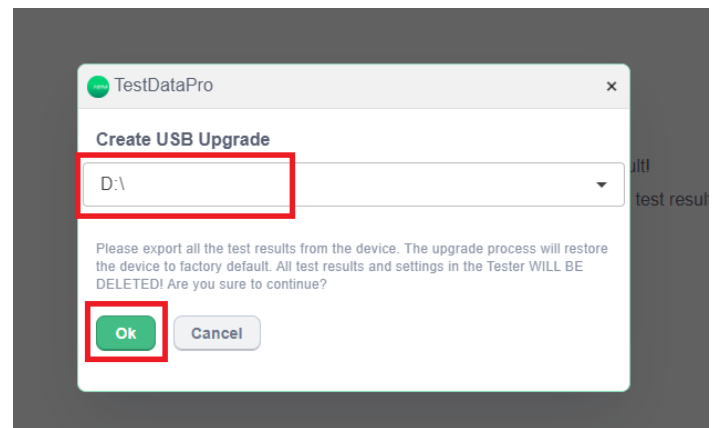 TestDataPro ×
Create USB Upgrade
D:\
Please export all the test results from the device. The upgrade process will restore
the device to factory default. All test results and settings in the Tester WILL BE
DELETED! Are you sure to continue?
Ok Cancel
test